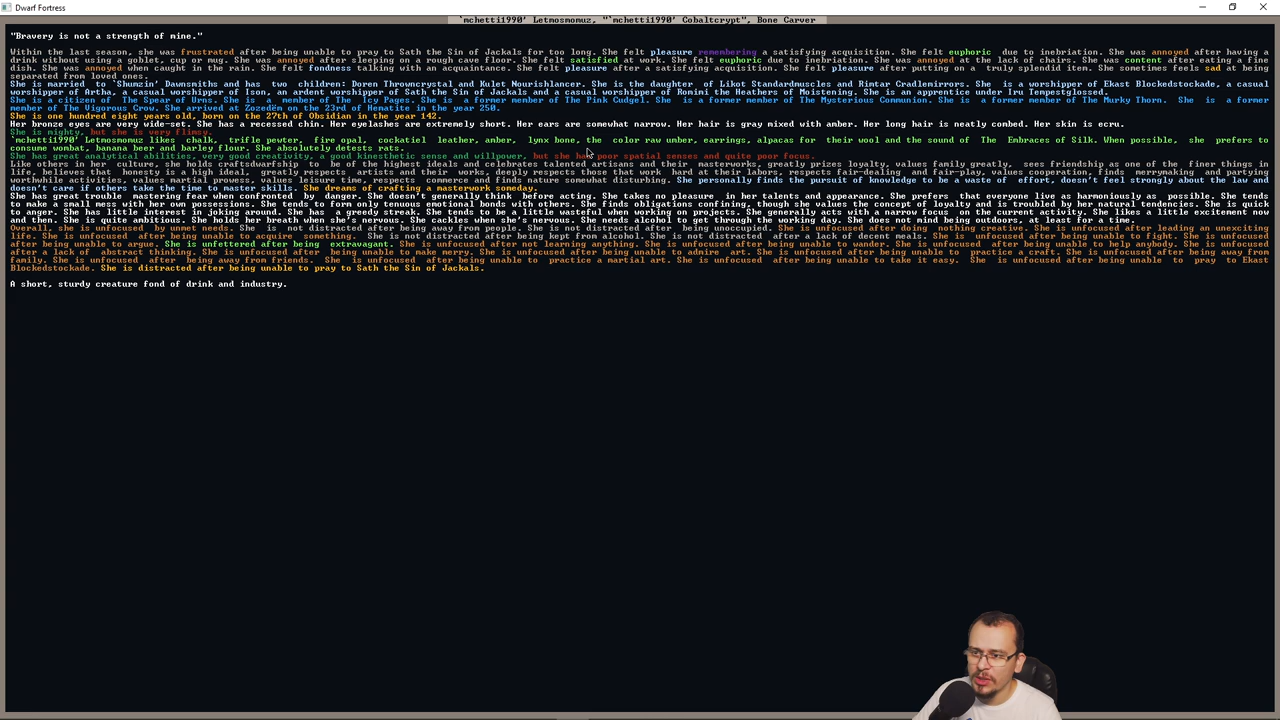 Dwarf Fortress
`mchetti1990' Letmosmomuz, "`mchetti1990' Cobaltcrypt", Bone Carver
"Bravery is not a strength of mine."
Within the last season, she was frustrated after being unable to pray to Sath the Sin of Jackals for too long. She felt pleasure remembering a satisfying acquisition. She felt euphoric due to inebriation. She was annoyed after having a
drink without using a goblet, cup or mug. She was annoyed after sleeping on a rough cave floor. She felt satisfied at work. She felt euphoric due to inebriation. She was annoyed at the lack of chairs. She was content after eating a fine
dish. She was annoyed when caught in the rain. She felt fondness talking with an acquaintance. She felt pleasure after a satisfying acquisition. She felt pleasure after putting on a truly splendid item. She sometimes feels sad at being
separated from loved ones.
She is married to `Shumzin' Dawnsmiths and has two children: Doren Throwncrystal and Kulet Nourishlancer. She is the daughter of Likot Standardmuscles and Rimtar Cradlemirrors. She is a worshipper of Ekast Blockedstockade, a casual
worshipper of Artha, a casual worshipper of Ison, an ardent worshipper of Sath the Sin of Jackals and a casual worshipper of Romimi the Heathers of Moistening. She is an apprentice under Iru Tempestglossed.
She is a citizen of The Spear of Urns. She is a member of The Icy Pages. She is a former member of The Pink Cudgel. She is a former member of The Mysterious Communion. She is a former member of The Murky Thorn. She is a former
member of The Vigorous Crow. She arrived at Zozedëm on the 23rd of Hematite in the year 250.
She is one hundred eight years old, born on the 27th of Obsidian in the year 142.
Her bronze eyes are very wide-set. She has a recessed chin. Her eyelashes are extremely short. Her ears are somewhat narrow. Her hair is gray mixed with amber. Her long hair is neatly combed. Her skin is ecru.
She is mighty, but she is very flimsy.
`mchetti1990' Letmosmomuz likes chalk, trifle pewter, fire opal, cockatiel leather, amber, lynx bone, the color raw umber, earrings, alpacas for their wool and the sound of The Embraces of Silk. When possible, she prefers to
consume wombat, banana beer and barley flour. She absolutely detests rats.
She has great analytical abilities, very good creativity, a good kinesthetic sense and willpower, but she has poor spatial senses and quite poor focus.
Like others in her culture, she holds craftsdwarfship to be of the highest ideals and celebrates talented artisans and their masterworks, greatly prizes loyalty, values family greatly, sees friendship as one of the finer things in
life, believes that honesty is a high ideal, greatly respects artists and their works, deeply respects those that work hard at their labors, respects fair-dealing and fair-play, values cooperation, finds merrymaking and partying
worthwhile activities, values martial prowess, values leisure time, respects commerce and finds nature somewhat disturbing. She personally finds the pursuit of knowledge to be a waste of effort, doesn't feel strongly about the law and
doesn't care if others take the time to master skills. She dreams of crafting a masterwork someday.
She has great trouble mastering fear when confronted by danger. She doesn't generally think before acting. She takes no pleasure in her talents and appearance. She prefers that everyone live as harmoniously as possible. She tends
to make a small mess with her own possessions. She tends to form only tenuous emotional bonds with others. She finds obligations confining, though she values the concept of loyalty and is troubled by her natural tendencies. She is quick
to anger. She has little interest in joking around. She has a greedy streak. She tends to be a little wasteful when working on projects. She generally acts with a narrow focus on the current activity. She likes a little excitement now
and then. She is quite ambitious. She holds her breath when she's nervous. She cackles when she's nervous. She needs alcohol to get through the working day. She does not mind being outdoors, at least for a time.
Overall, she is unfocused by unmet needs. She is not distracted after being away from people. She is not distracted after being unoccupied. She is unfocused after doing nothing creative. She is unfocused after leading an unexciting
life. She is unfocused after being unable to acquire something. She is not distracted after being kept from alcohol. She is not distracted after a lack of decent meals. She is unfocused after being unable to fight. She is unfocused
after being unable to argue. She is unfettered after being extravagant. She is unfocused after not learning anything. She is unfocused after being unable to wander. She is unfocused after being unable to help anybody. She is unfocused
after a lack of abstract thinking. She is unfocused after being unable to make merry. She is unfocused after being unable to admire art. She is unfocused after being unable to practice a craft. She is unfocused after being away from
family. She is unfocused after being away from friends. She is unfocused after being unable to practice a martial art. She is unfocused after being unable to take it easy. She is unfocused after being unable to pray to Ekast
Blockedstockade. She is distracted after being unable to pray to Sath the Sin of Jackals.
A short, sturdy creature fond of drink and industry.